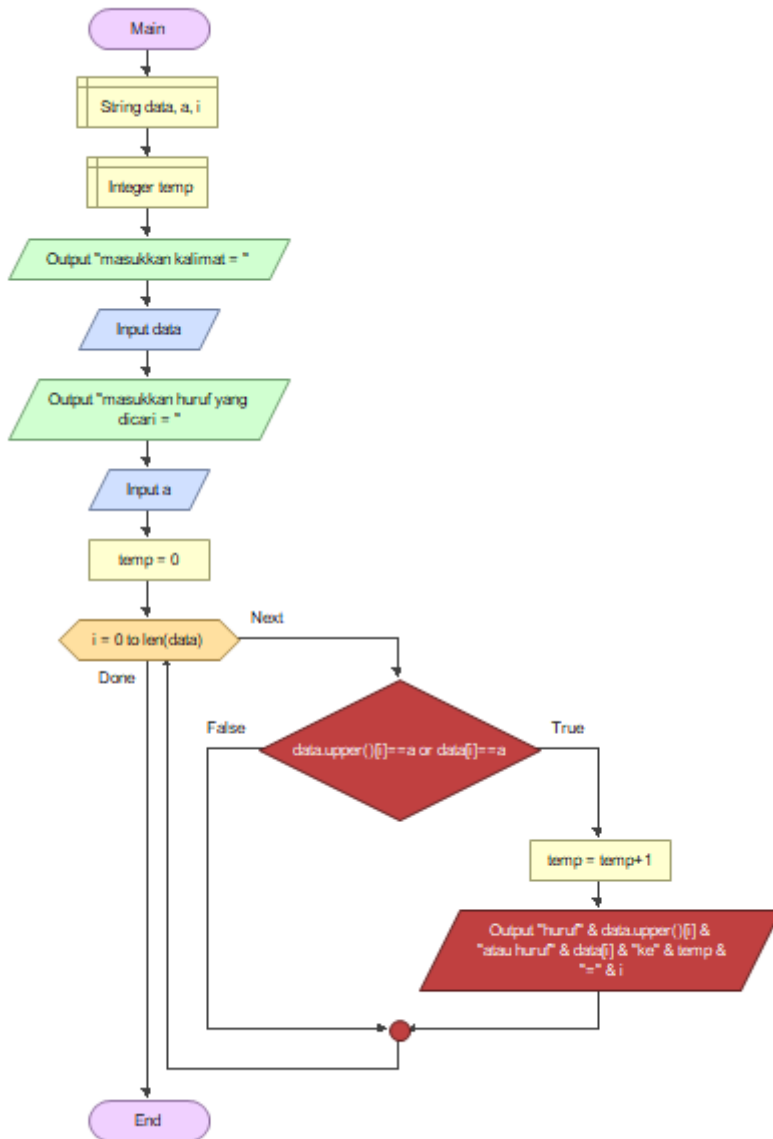 Main
String data, a, i
Integer temp
Output "masukkan kalimat = "
Input data
Output "masukkan huruf yang
dicari = "
Input a
temp = 0
i = 0 to len(data)
Next
Done
False
data.upper()[i]==a or data[i]==a
True
temp = temp+1
Output "huruf" & data.upper()[i] &
"atau huruf" & data[i] & "ke" & temp &
"=" & i
End